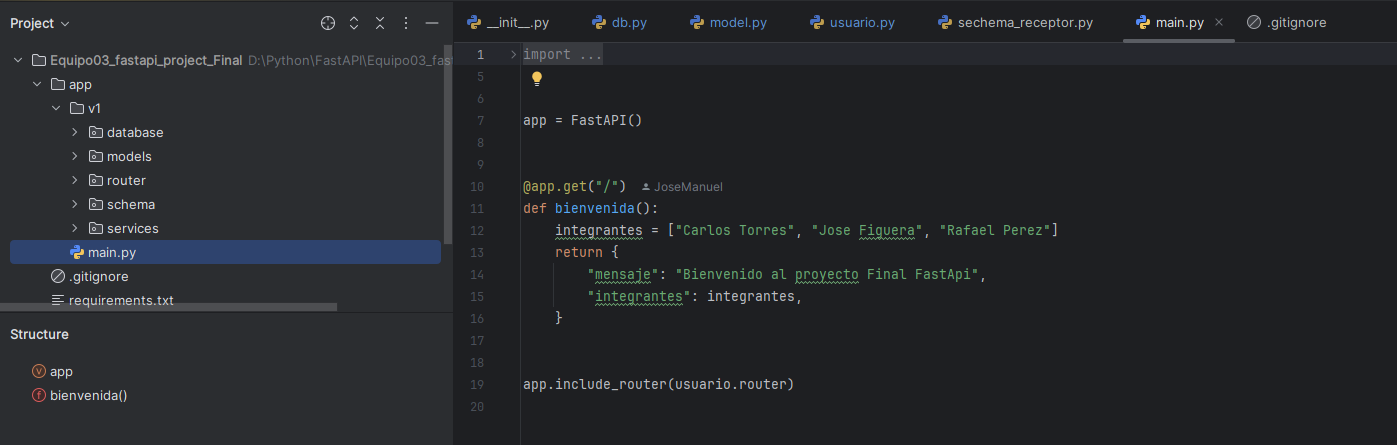 Project
Equipo03_fastapi_project_Final D:\Python\FastAPI\Equipo03_fas
app
v1
database
models
router
schema
services
main.py
.gitignore
requirements.txt
Structure
app
bienvenida()
__init__.py db.py model.py usuario.py sechema_receptor.py main.py .gitignore
1 import ...
5
6
7 app = FastAPI()
8
9
10 @app.get("/") JoseManuel
11 def bienvenida():
12 integrantes = ["Carlos Torres", "Jose Figuera", "Rafael Perez"]
13 return {
14 "mensaje": "Bienvenido al proyecto Final FastApi",
15 "integrantes": integrantes,
16 }
17
18
19 app.include_router(usuario.router)
20